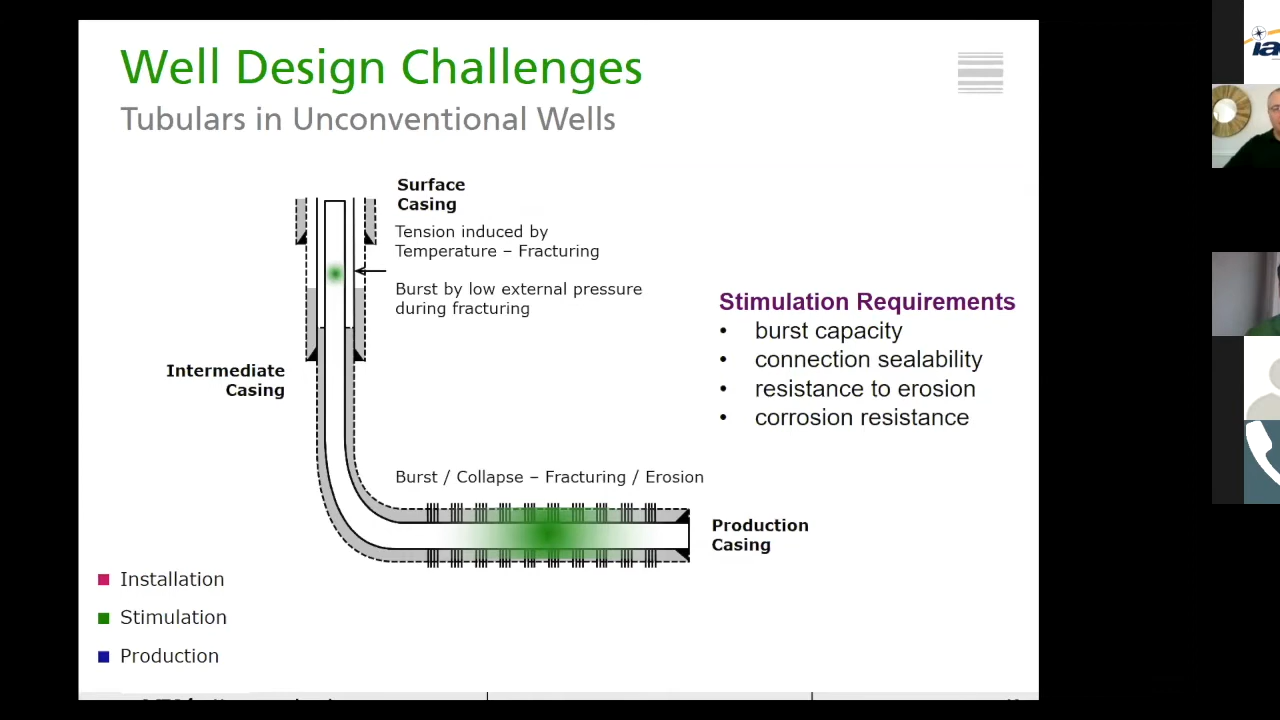 Well Design Challenges
Tubulars in Unconventional Wells
Surface
Casing
Tension induced by
Temperature – Fracturing
Burst by low external pressure
during fracturing
Stimulation Requirements
• burst capacity
• connection sealability
• resistance to erosion
• corrosion resistance
Intermediate
Casing
Burst / Collapse – Fracturing / Erosion
Production
Casing
Installation
Stimulation
Production